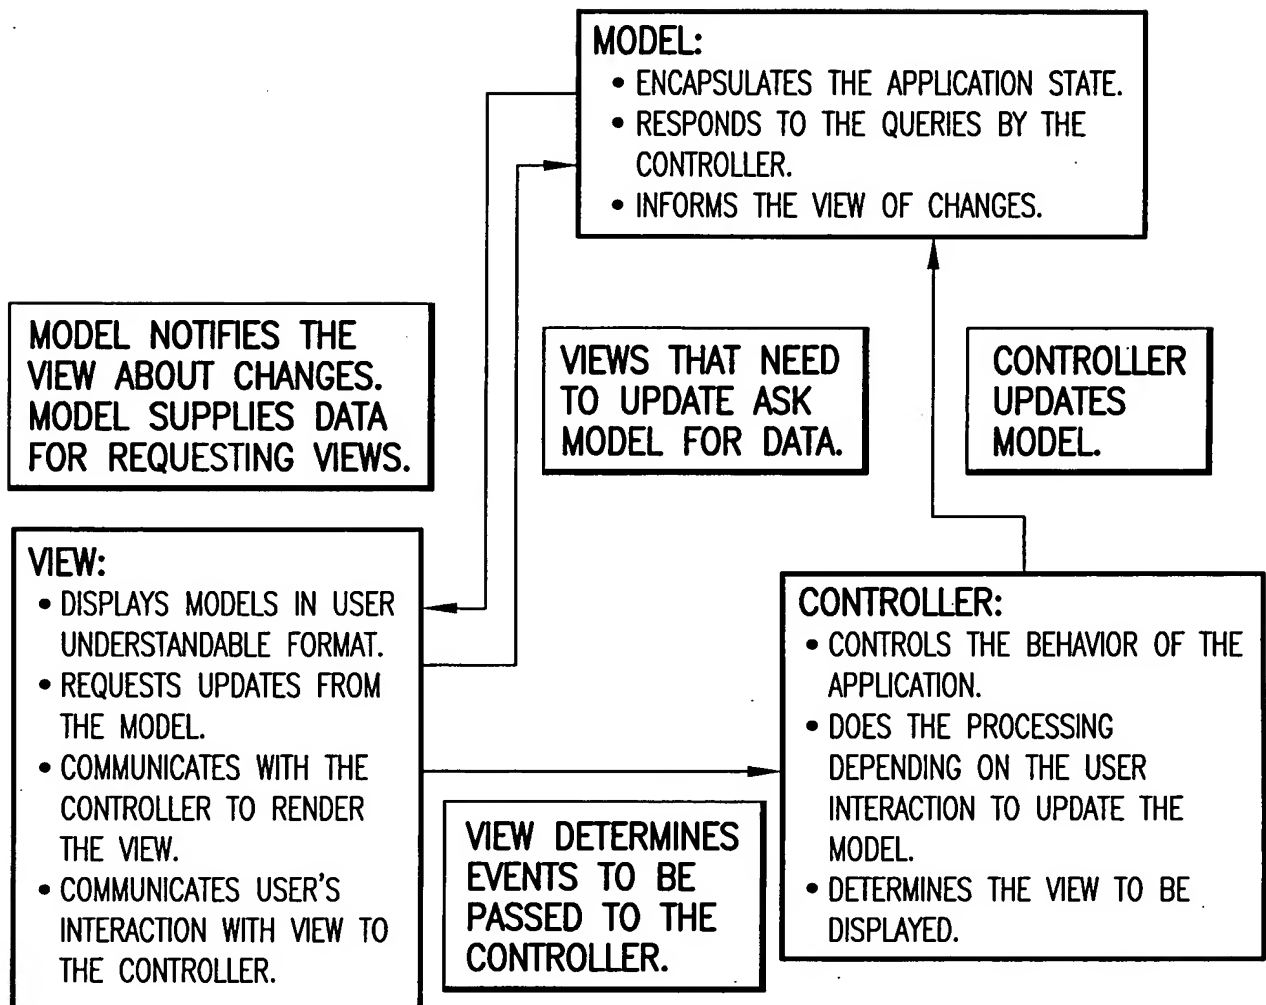 MODEL:
• ENCAPSULATES THE APPLICATION STATE.
• RESPONDS TO THE QUERIES BY THE
CONTROLLER.
• INFORMS THE VIEW OF CHANGES.
MODEL NOTIFIES THE
VIEW ABOUT CHANGES.
MODEL SUPPLIES DATA
FOR REQUESTING VIEWS.
VIEWS THAT NEED
TO UPDATE ASK
MODEL FOR DATA.
CONTROLLER
UPDATES
MODEL.
VIEW:
• DISPLAYS MODELS IN USER
UNDERSTANDABLE FORMAT.
• REQUESTS UPDATES FROM
THE MODEL.
• COMMUNICATES WITH THE
CONTROLLER TO RENDER
THE VIEW.
• COMMUNICATES USER'S
INTERACTION WITH VIEW TO
THE CONTROLLER.
VIEW DETERMINES
EVENTS TO BE
PASSED TO THE
CONTROLLER.
CONTROLLER:
• CONTROLS THE BEHAVIOR OF THE
APPLICATION.
• DOES THE PROCESSING
DEPENDING ON THE USER
INTERACTION TO UPDATE THE
MODEL.
• DETERMINES THE VIEW TO BE
DISPLAYED.